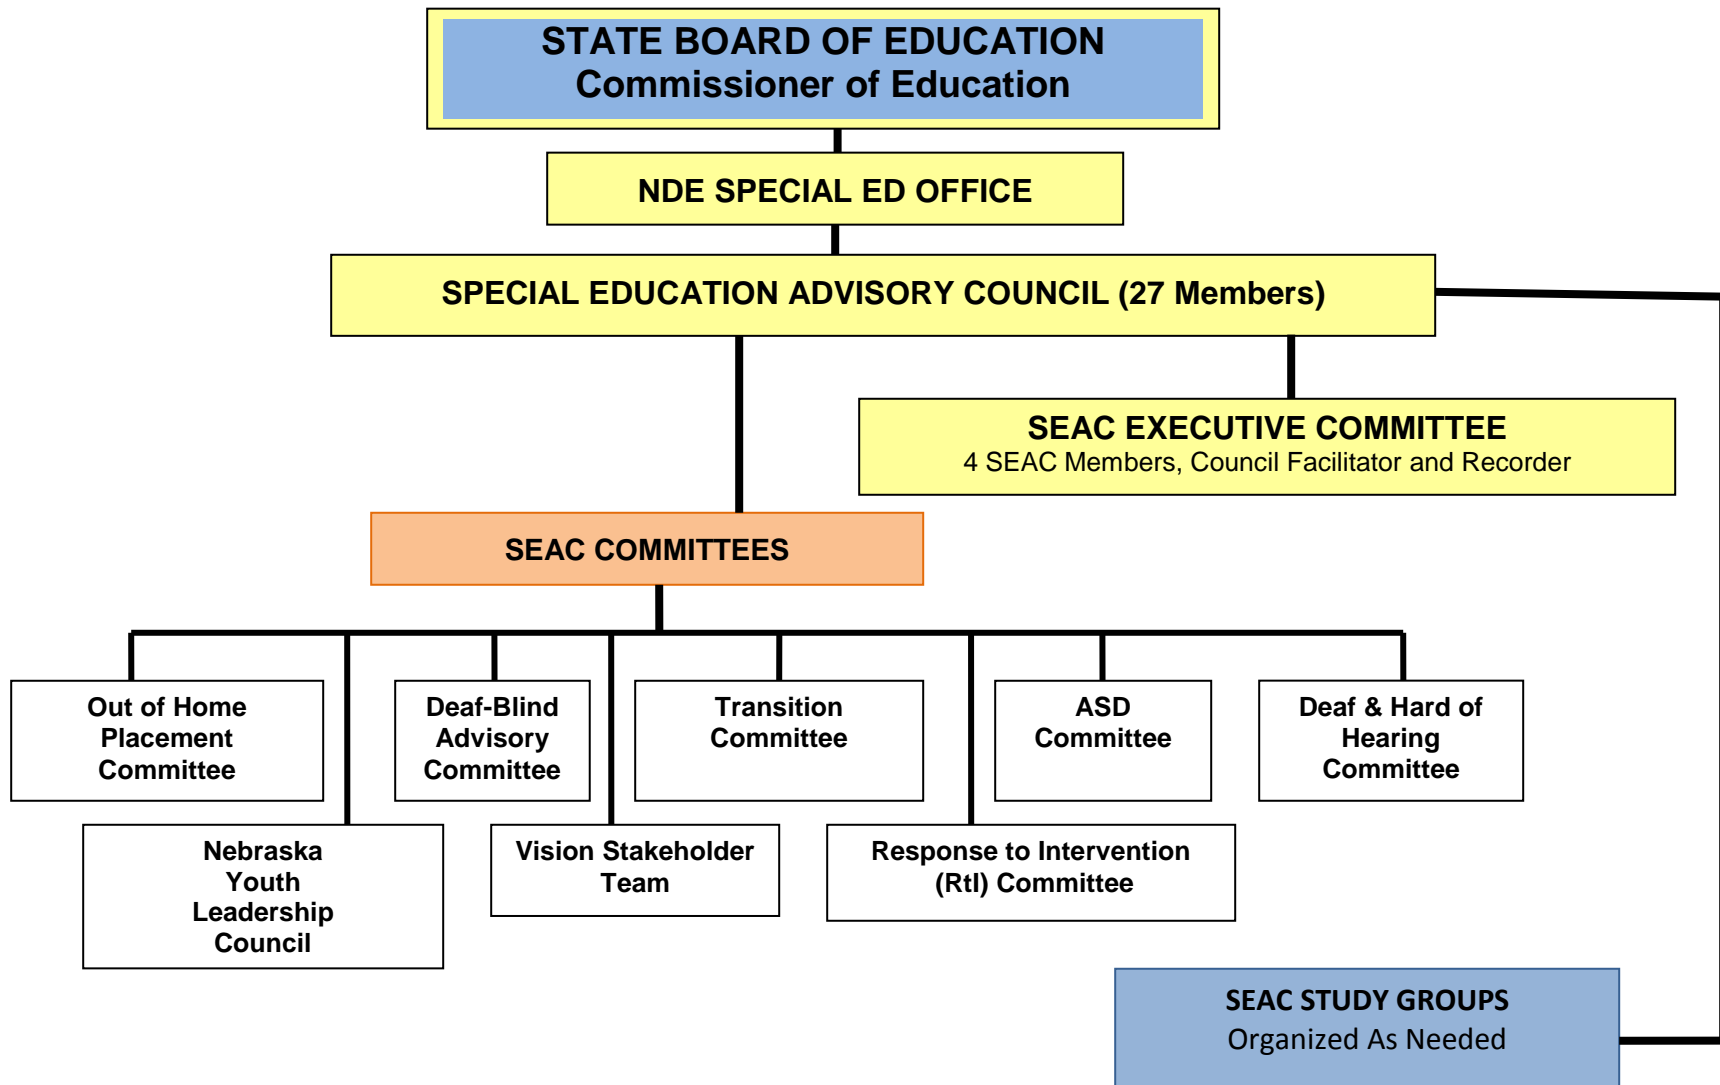 STATE BOARD OF EDUCATION
Commissioner of Education
NDE SPECIAL ED OFFICE
SPECIAL EDUCATION ADVISORY COUNCIL (27 Members)
SEAC EXECUTIVE COMMITTEE
4 SEAC Members, Council Facilitator and Recorder
SEAC COMMITTEES
Out of Home
Placement
Committee
Deaf-Blind
Advisory
Committee
Transition
Committee
ASD
Committee
Deaf & Hard of
Hearing
Committee
Nebraska
Youth
Leadership
Council
Vision Stakeholder
Team
Response to Intervention
(RtI) Committee
SEAC STUDY GROUPS
Organized As Needed